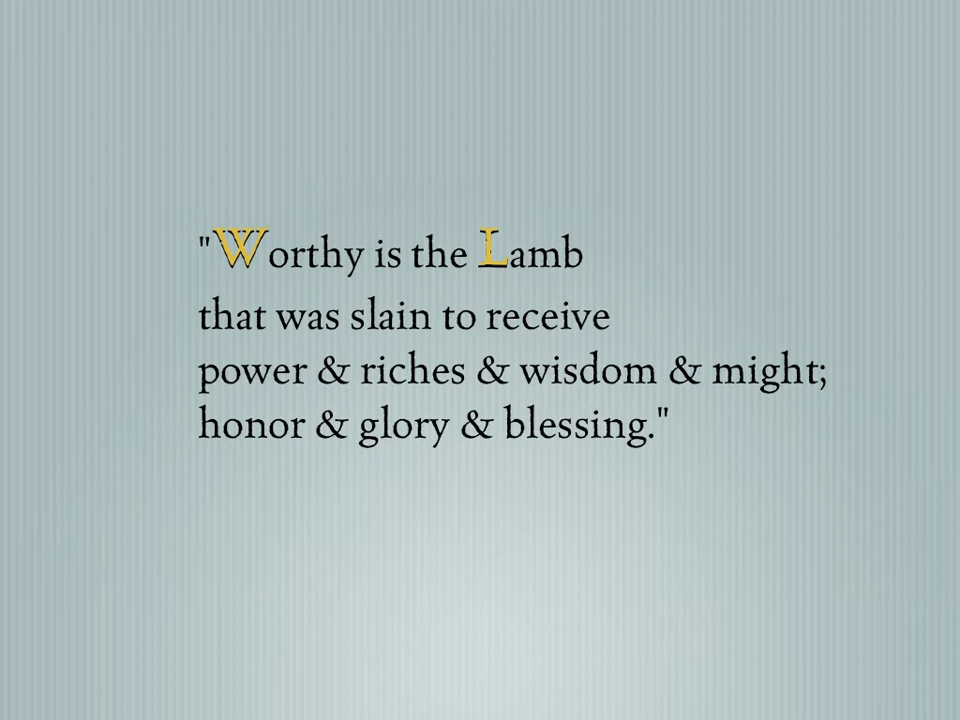 "Worthy is the Lamb
that was slain to receive
power & riches & wisdom & might;
honor & glory & blessing."